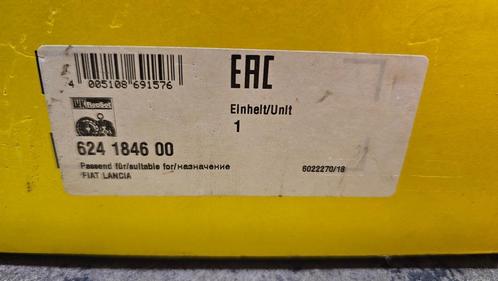 4 005108 691576
EAC
LuK RepSet
Einheit/Unit
1
624 1846 00
Passend für/suitable for/назначение
FIAT LANCIA
6022270/18